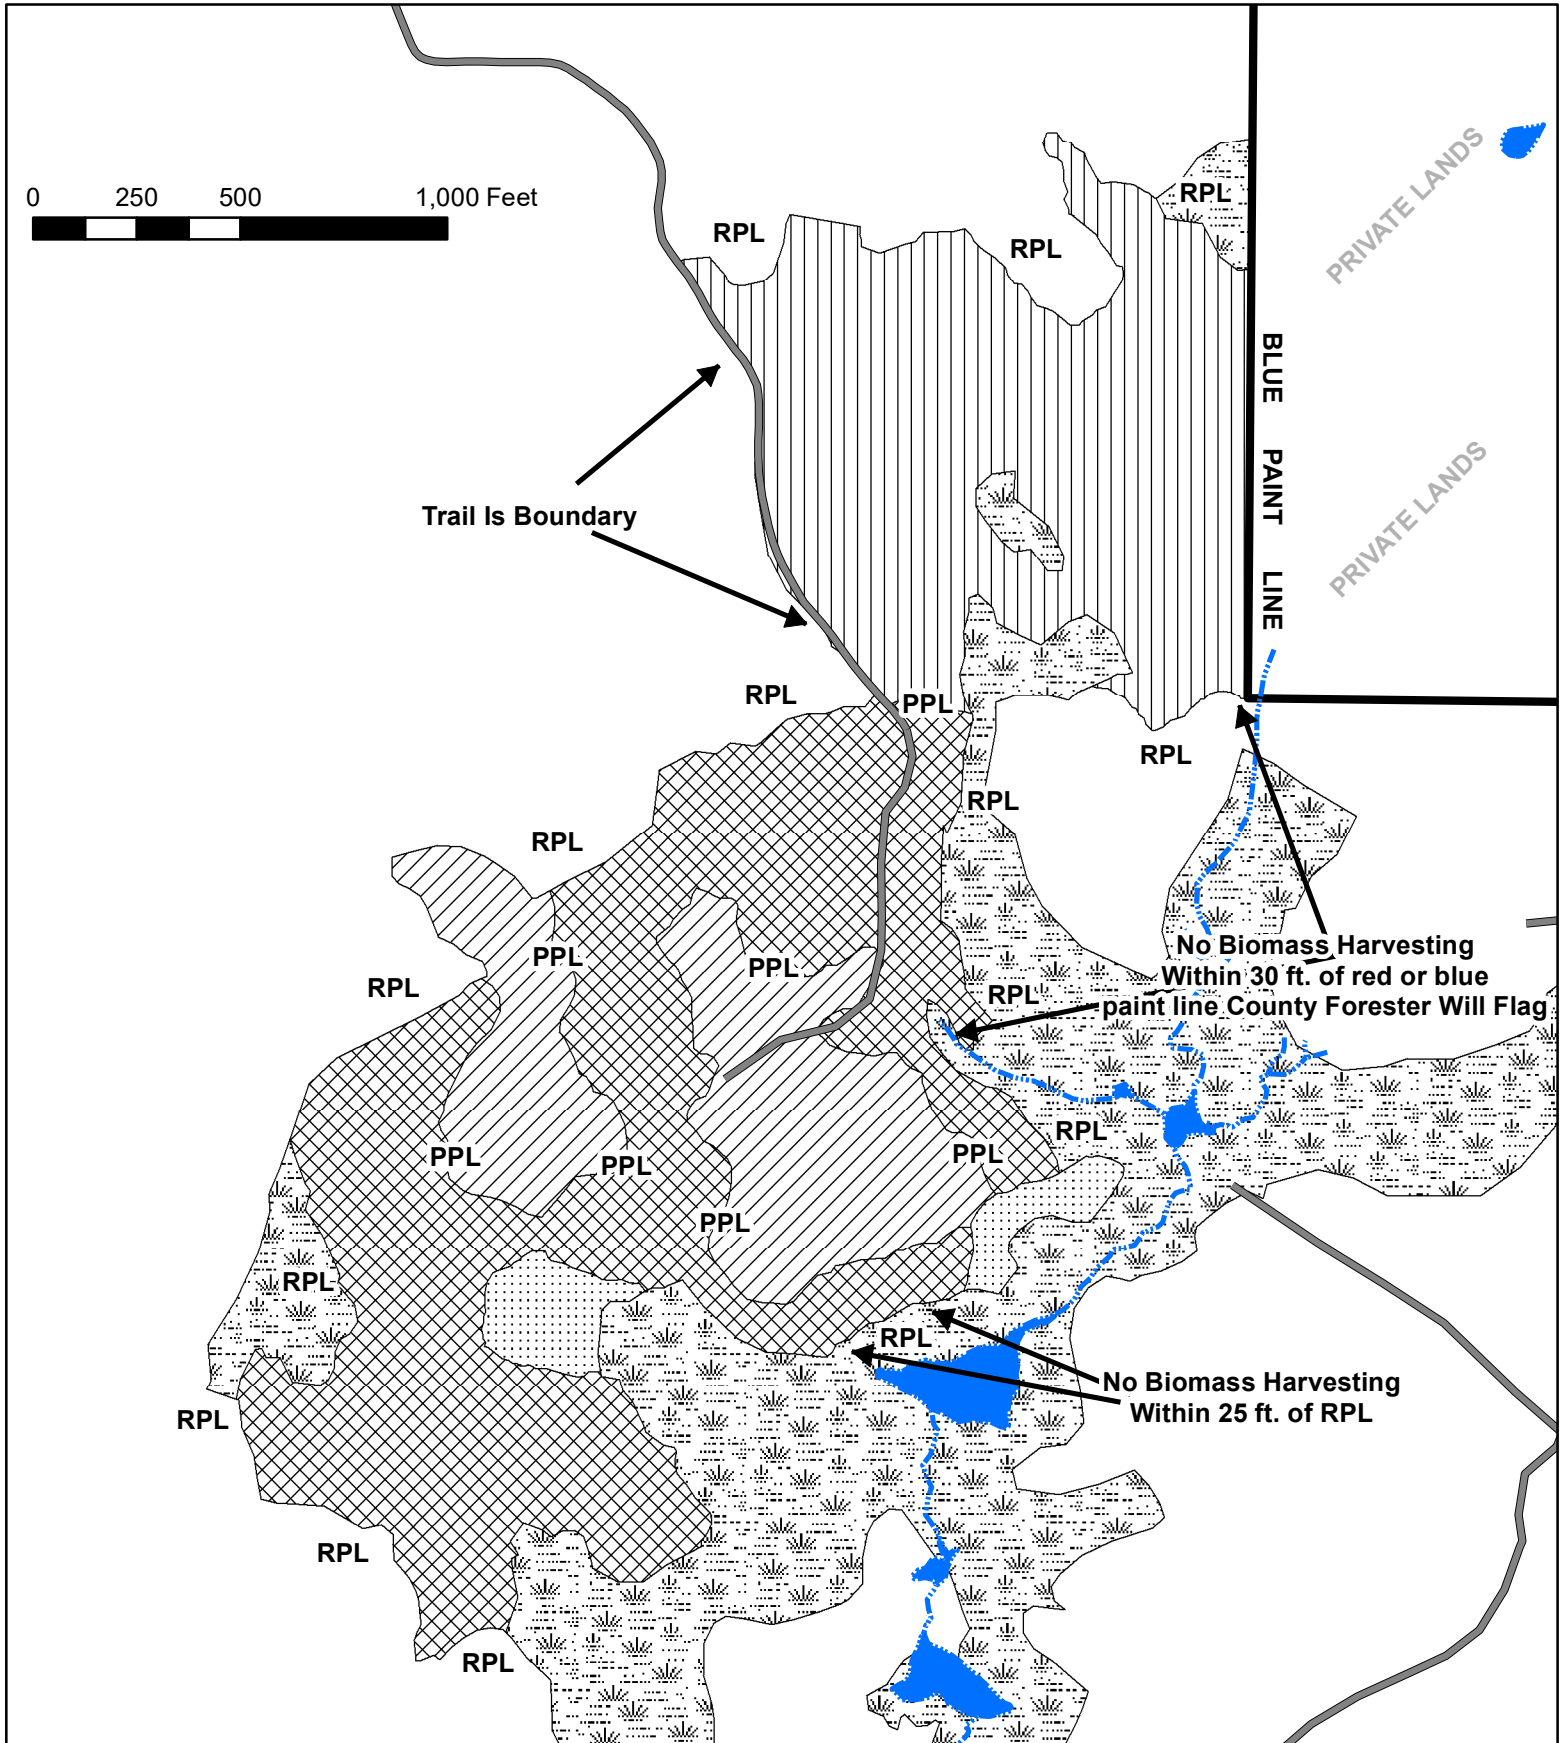 0 250 500 1,000 Feet
RPL
RPL
RPL
PRIVATE LANDS
BLUE PAINT LINE
PRIVATE LANDS
Trail Is Boundary
RPL
PPL
RPL
RPL
RPL
PPL
PPL
RPL
RPL
No Biomass Harvesting
Within 30 ft. of red or blue
paint line County Forester Will Flag
RPL
PPL
PPL
PPL
PPL
RPL
RPL
No Biomass Harvesting
Within 25 ft. of RPL
RPL
RPL
RPL